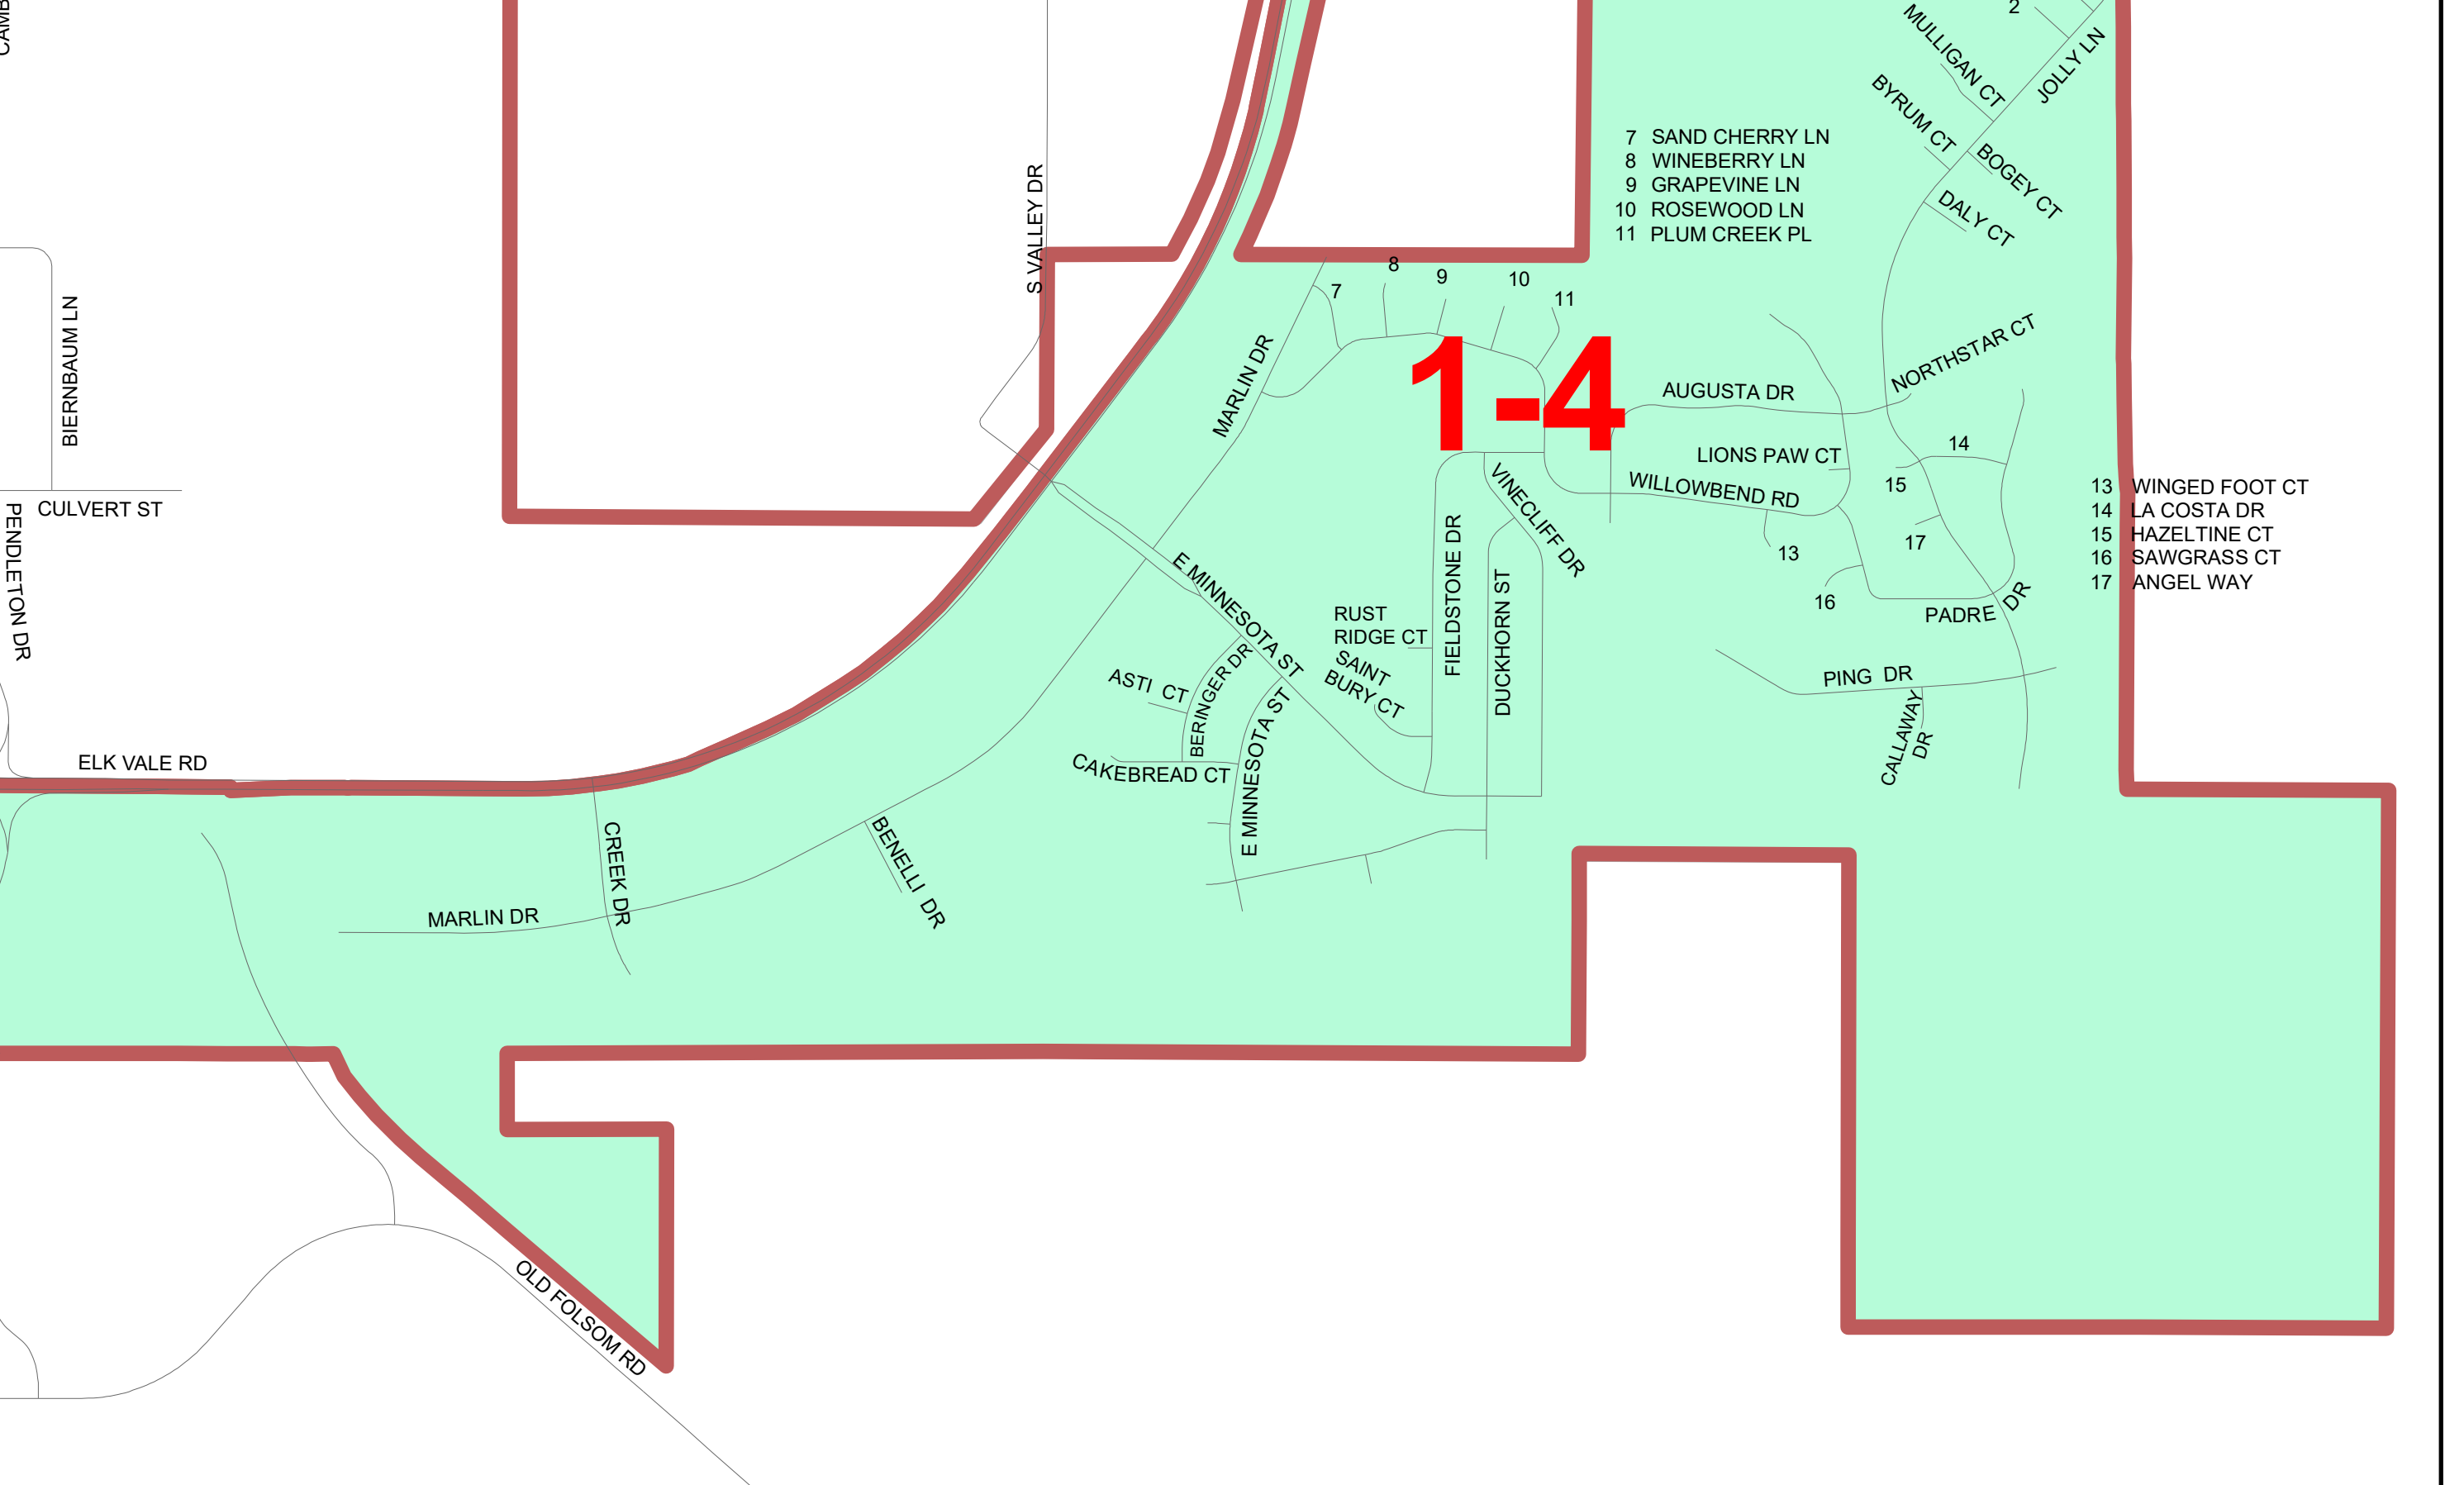 CAMB
2
MULLIGAN CT
JOLLY LN
BYRUM CT
BOGEY CT
DALY CT
7 SAND CHERRY LN
8 WINEBERRY LN
9 GRAPEVINE LN
10 ROSEWOOD LN
11 PLUM CREEK PL
S VALLEY DR
8
9
10
7
11
BIERNBAUM LN
MARLIN DR
1-4
NORTHSTAR CT
AUGUSTA DR
LIONS PAW CT
14
15
WILLOWBEND RD
VINECLIFF DR
13 WINGED FOOT CT
14 LA COSTA DR
15 HAZELTINE CT
16 SAWGRASS CT
17 ANGEL WAY
CULVERT ST
PENDLETON DR
FIELDSTONE DR
DUCKHORN ST
13
17
16
E MINNESOTA ST
RUST
RIDGE CT
SAINT
BURY CT
PADRE DR
ASTI CT
BERINGER DR
E MINNESOTA ST
PING DR
CALLAWAY
DR
ELK VALE RD
CAKEBREAD CT
CREEK DR
BENELLI DR
MARLIN DR
OLD FOLSOM RD